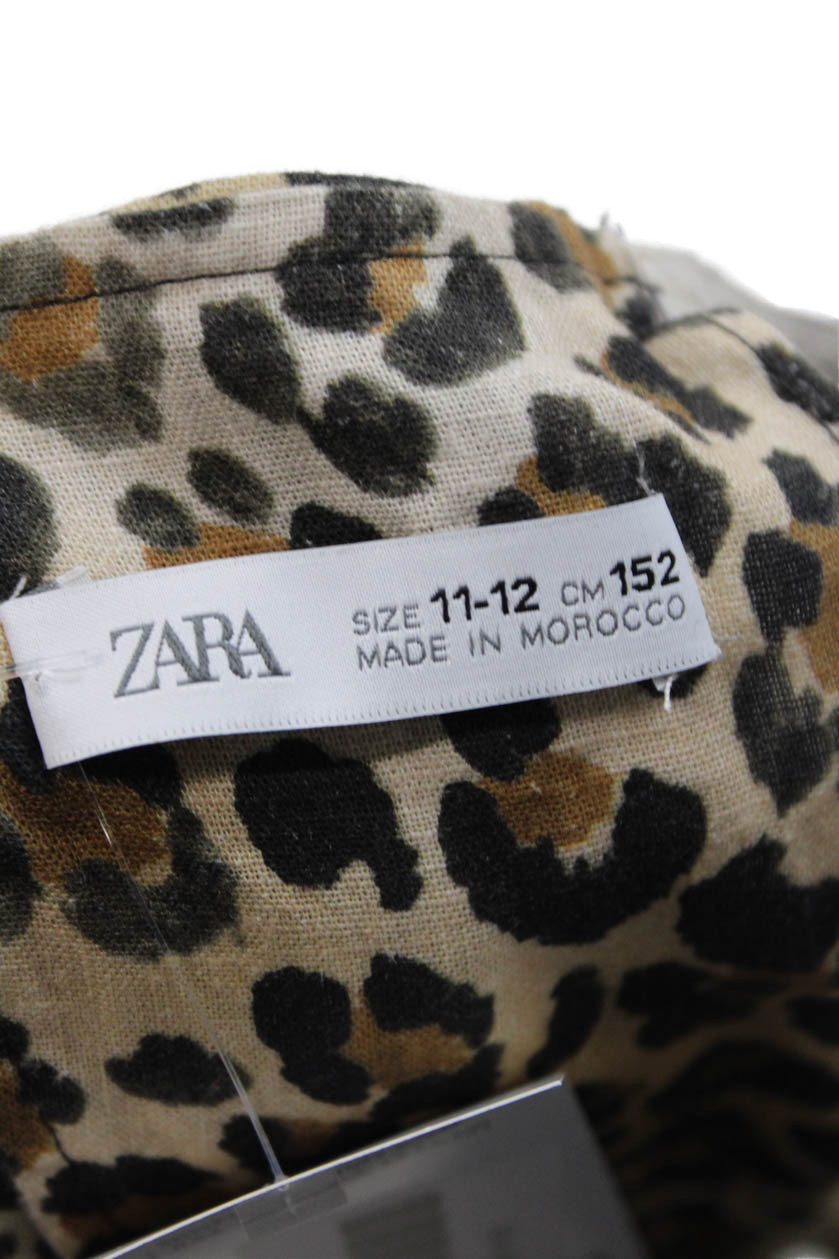 ZARA
SIZE 11-12 CM 152
MADE IN MOROCCO